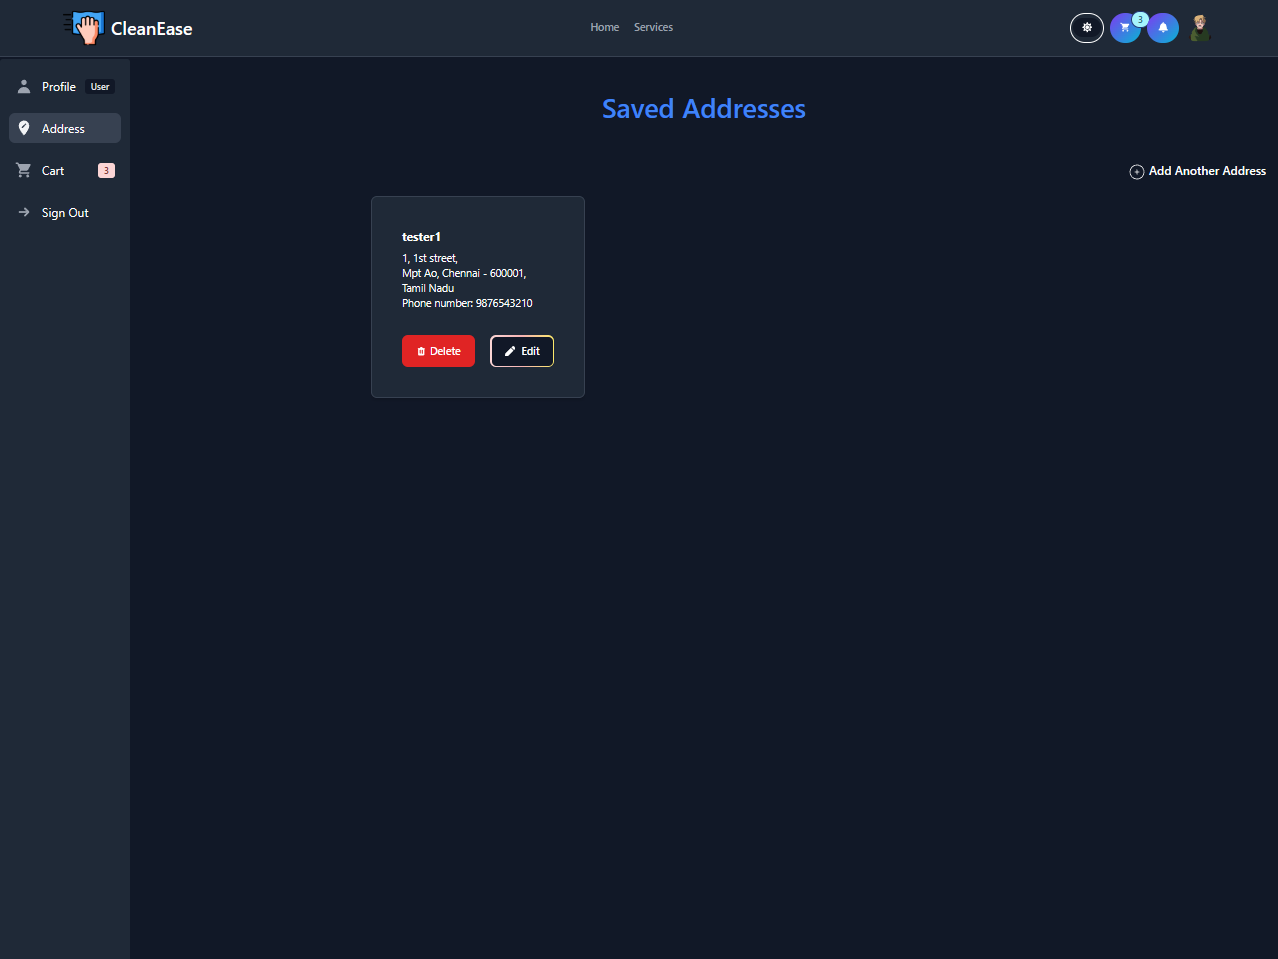 CleanEase
Home Services
3
Profile User
Address
Cart 3
Sign Out
Saved Addresses
Add Another Address
tester1
1, 1st street,
Mpt Ao, Chennai - 600001,
Tamil Nadu
Phone number: 9876543210
Delete Edit